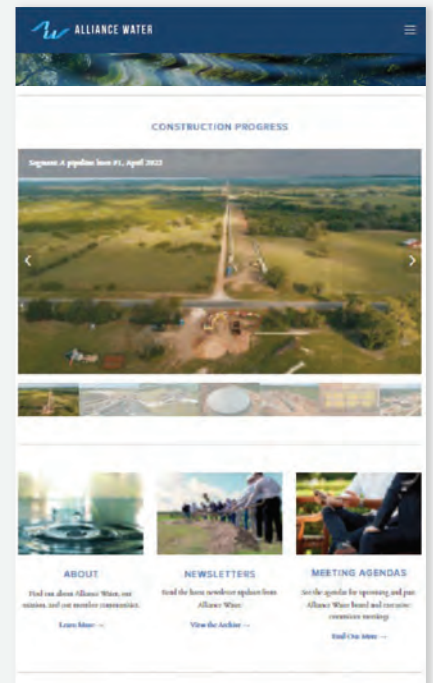 ALLIANCE WATER
CONSTRUCTION PROGRESS
Segment A pipeline bore #1, April 2022
ABOUT
Find out about Alliance Water, our
mission, and our member communities.
Learn More →
NEWSLETTERS
Read the latest newsletter updates from
Alliance Water.
View the Archive →
MEETING AGENDAS
See the agendas for upcoming and past
Alliance Water board and executive
committee meetings.
Find Out More →